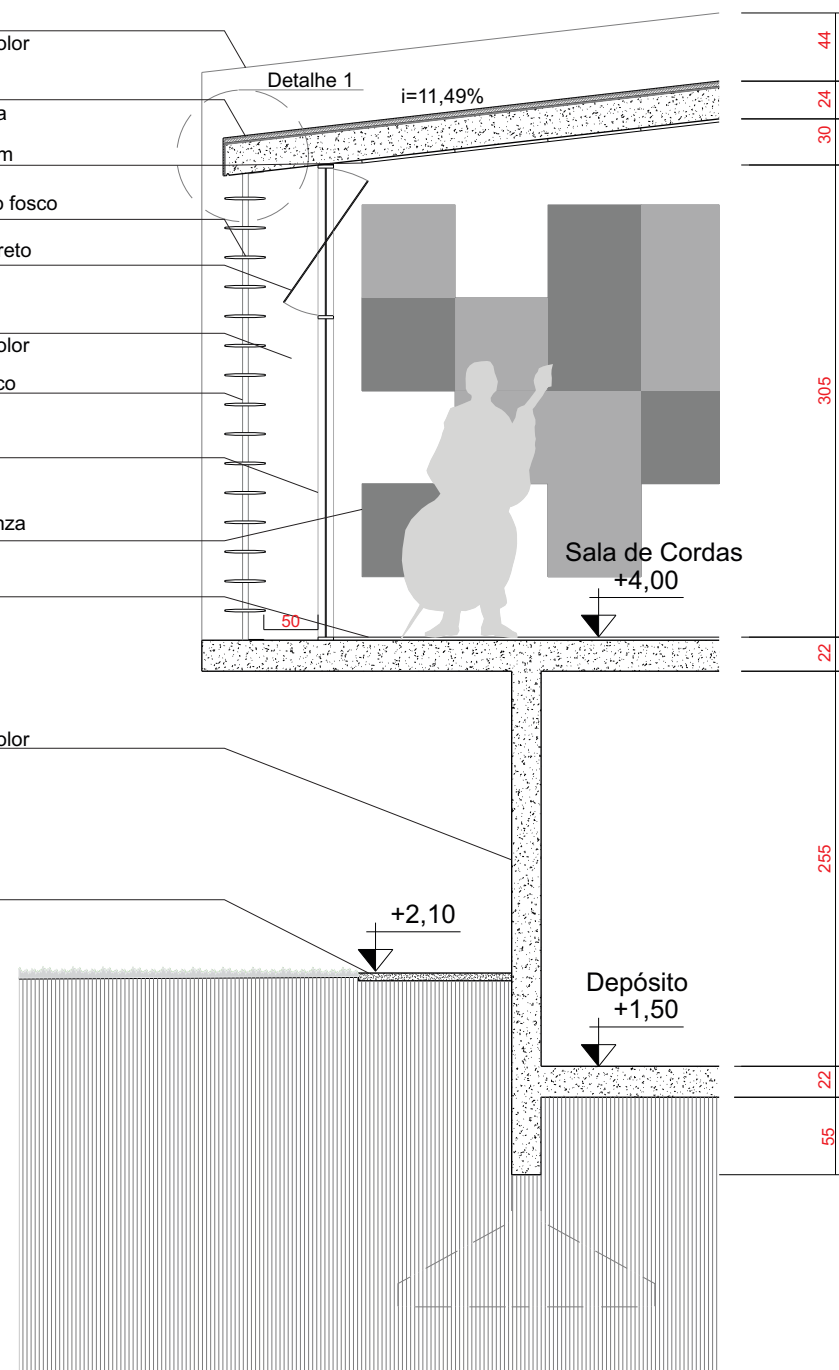 olor
44
Detalhe 1
i=11,49%
24
a
30
m
o fosco
reto
olor
co
305
nza
Sala de Cordas
+4,00
50
22
olor
255
+2,10
Depósito
+1,50
22
55